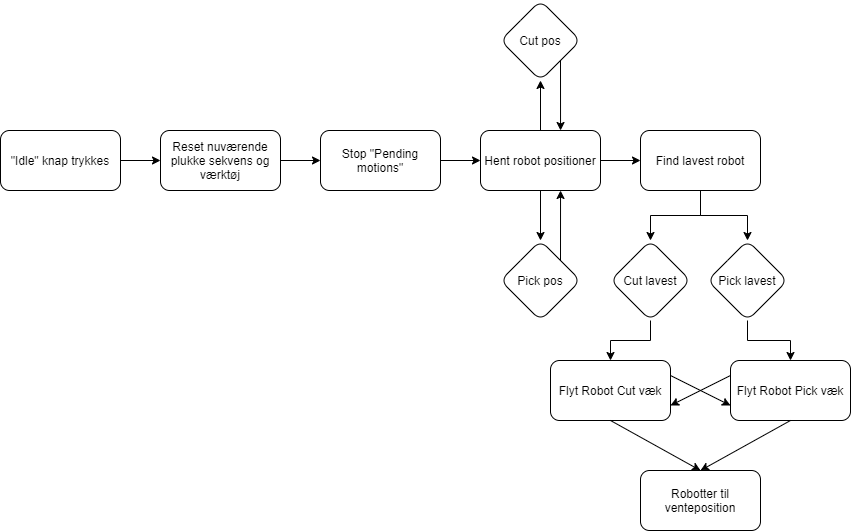 Cut pos
"Idle" knap trykkes
Reset nuværende
plukke sekvens og
værktøj
Stop "Pending
motions"
Hent robot positioner
Find lavest robot
Pick pos
Cut lavest
Pick lavest
Flyt Robot Cut væk
Flyt Robot Pick væk
Robotter til
venteposition